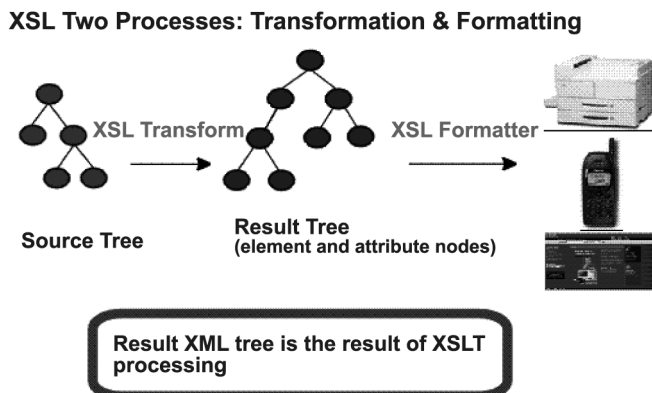 XSL Two Processes: Transformation & Formatting
XSL Transform
XSL Formatter
Source Tree
Result Tree
(element and attribute nodes)
Result XML tree is the result of XSLT
processing